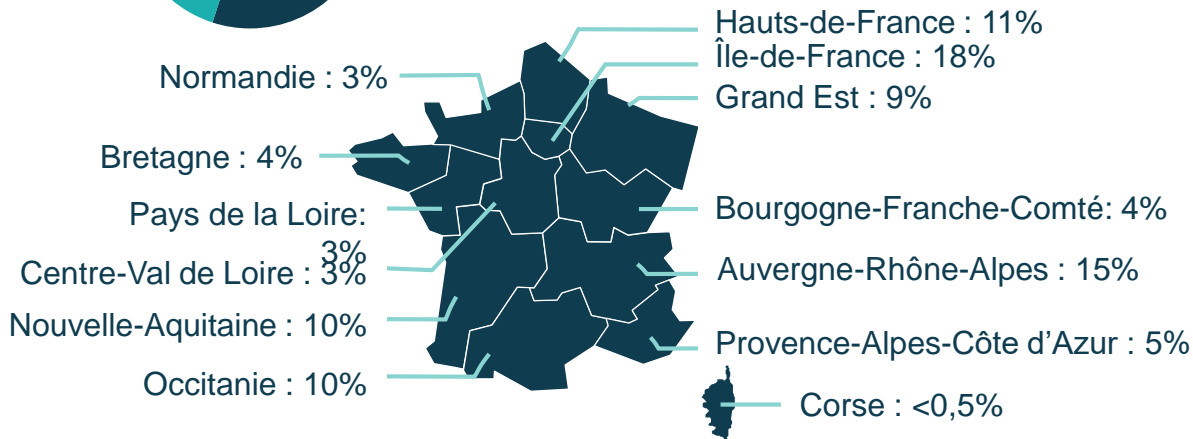 Hauts-de-France : 11%
Île-de-France : 18%
Normandie : 3%
Grand Est : 9%
Bretagne : 4%
Pays de la Loire:
3%
Bourgogne-Franche-Comté: 4%
Centre-Val de Loire : 3%
Auvergne-Rhône-Alpes : 15%
Nouvelle-Aquitaine : 10%
Provence-Alpes-Côte d’Azur : 5%
Occitanie : 10%
Corse : <0,5%